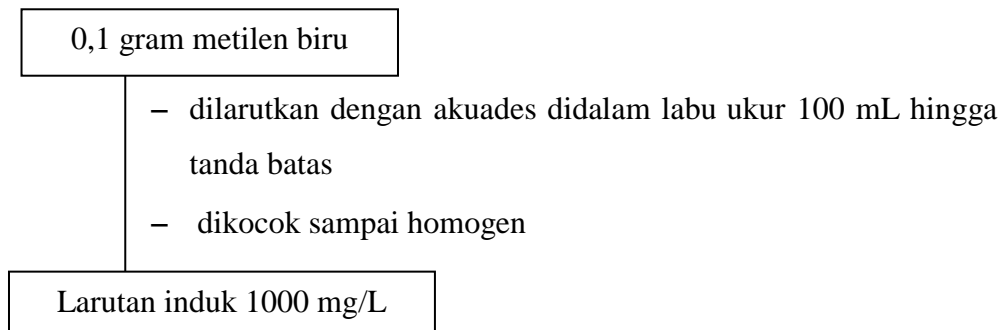 0,1 gram metilen biru
– dilarutkan dengan akuades didalam labu ukur 100 mL hingga
tanda batas
– dikocok sampai homogen
Larutan induk 1000 mg/L